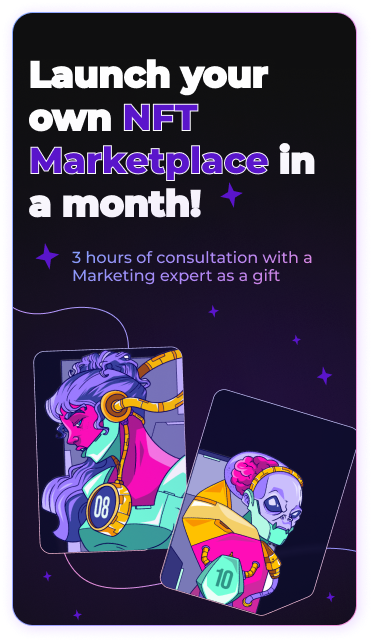 Launch your
own NFT
Marketplace in
a month!
3 hours of consultation with a
Marketing expert as a gift
08
10